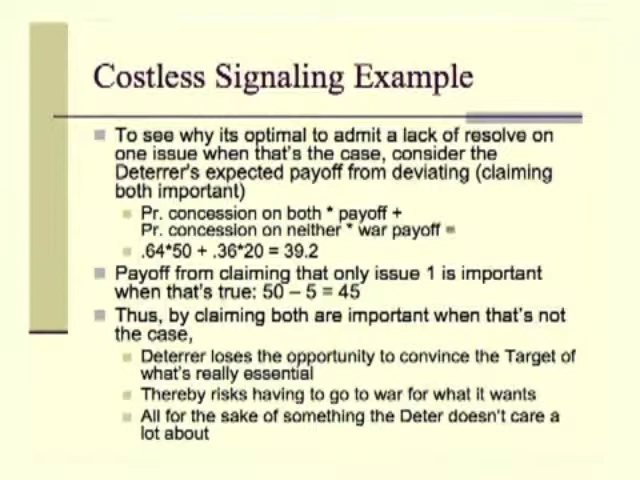 Costless Signaling Example
To see why its optimal to admit a lack of resolve on
one issue when that's the case, consider the
Deterrer's expected payoff from deviating (claiming
both important)
Pr. concession on both * payoff +
Pr. concession on neither * war payoff =
.64*50 + .36*20 = 39.2
Payoff from claiming that only issue 1 is important
when that's true: 50 – 5 = 45
Thus, by claiming both are important when that's not
the case,
Deterrer loses the opportunity to convince the Target of
what's really essential
Thereby risks having to go to war for what it wants
All for the sake of something the Deter doesn't care a
lot about